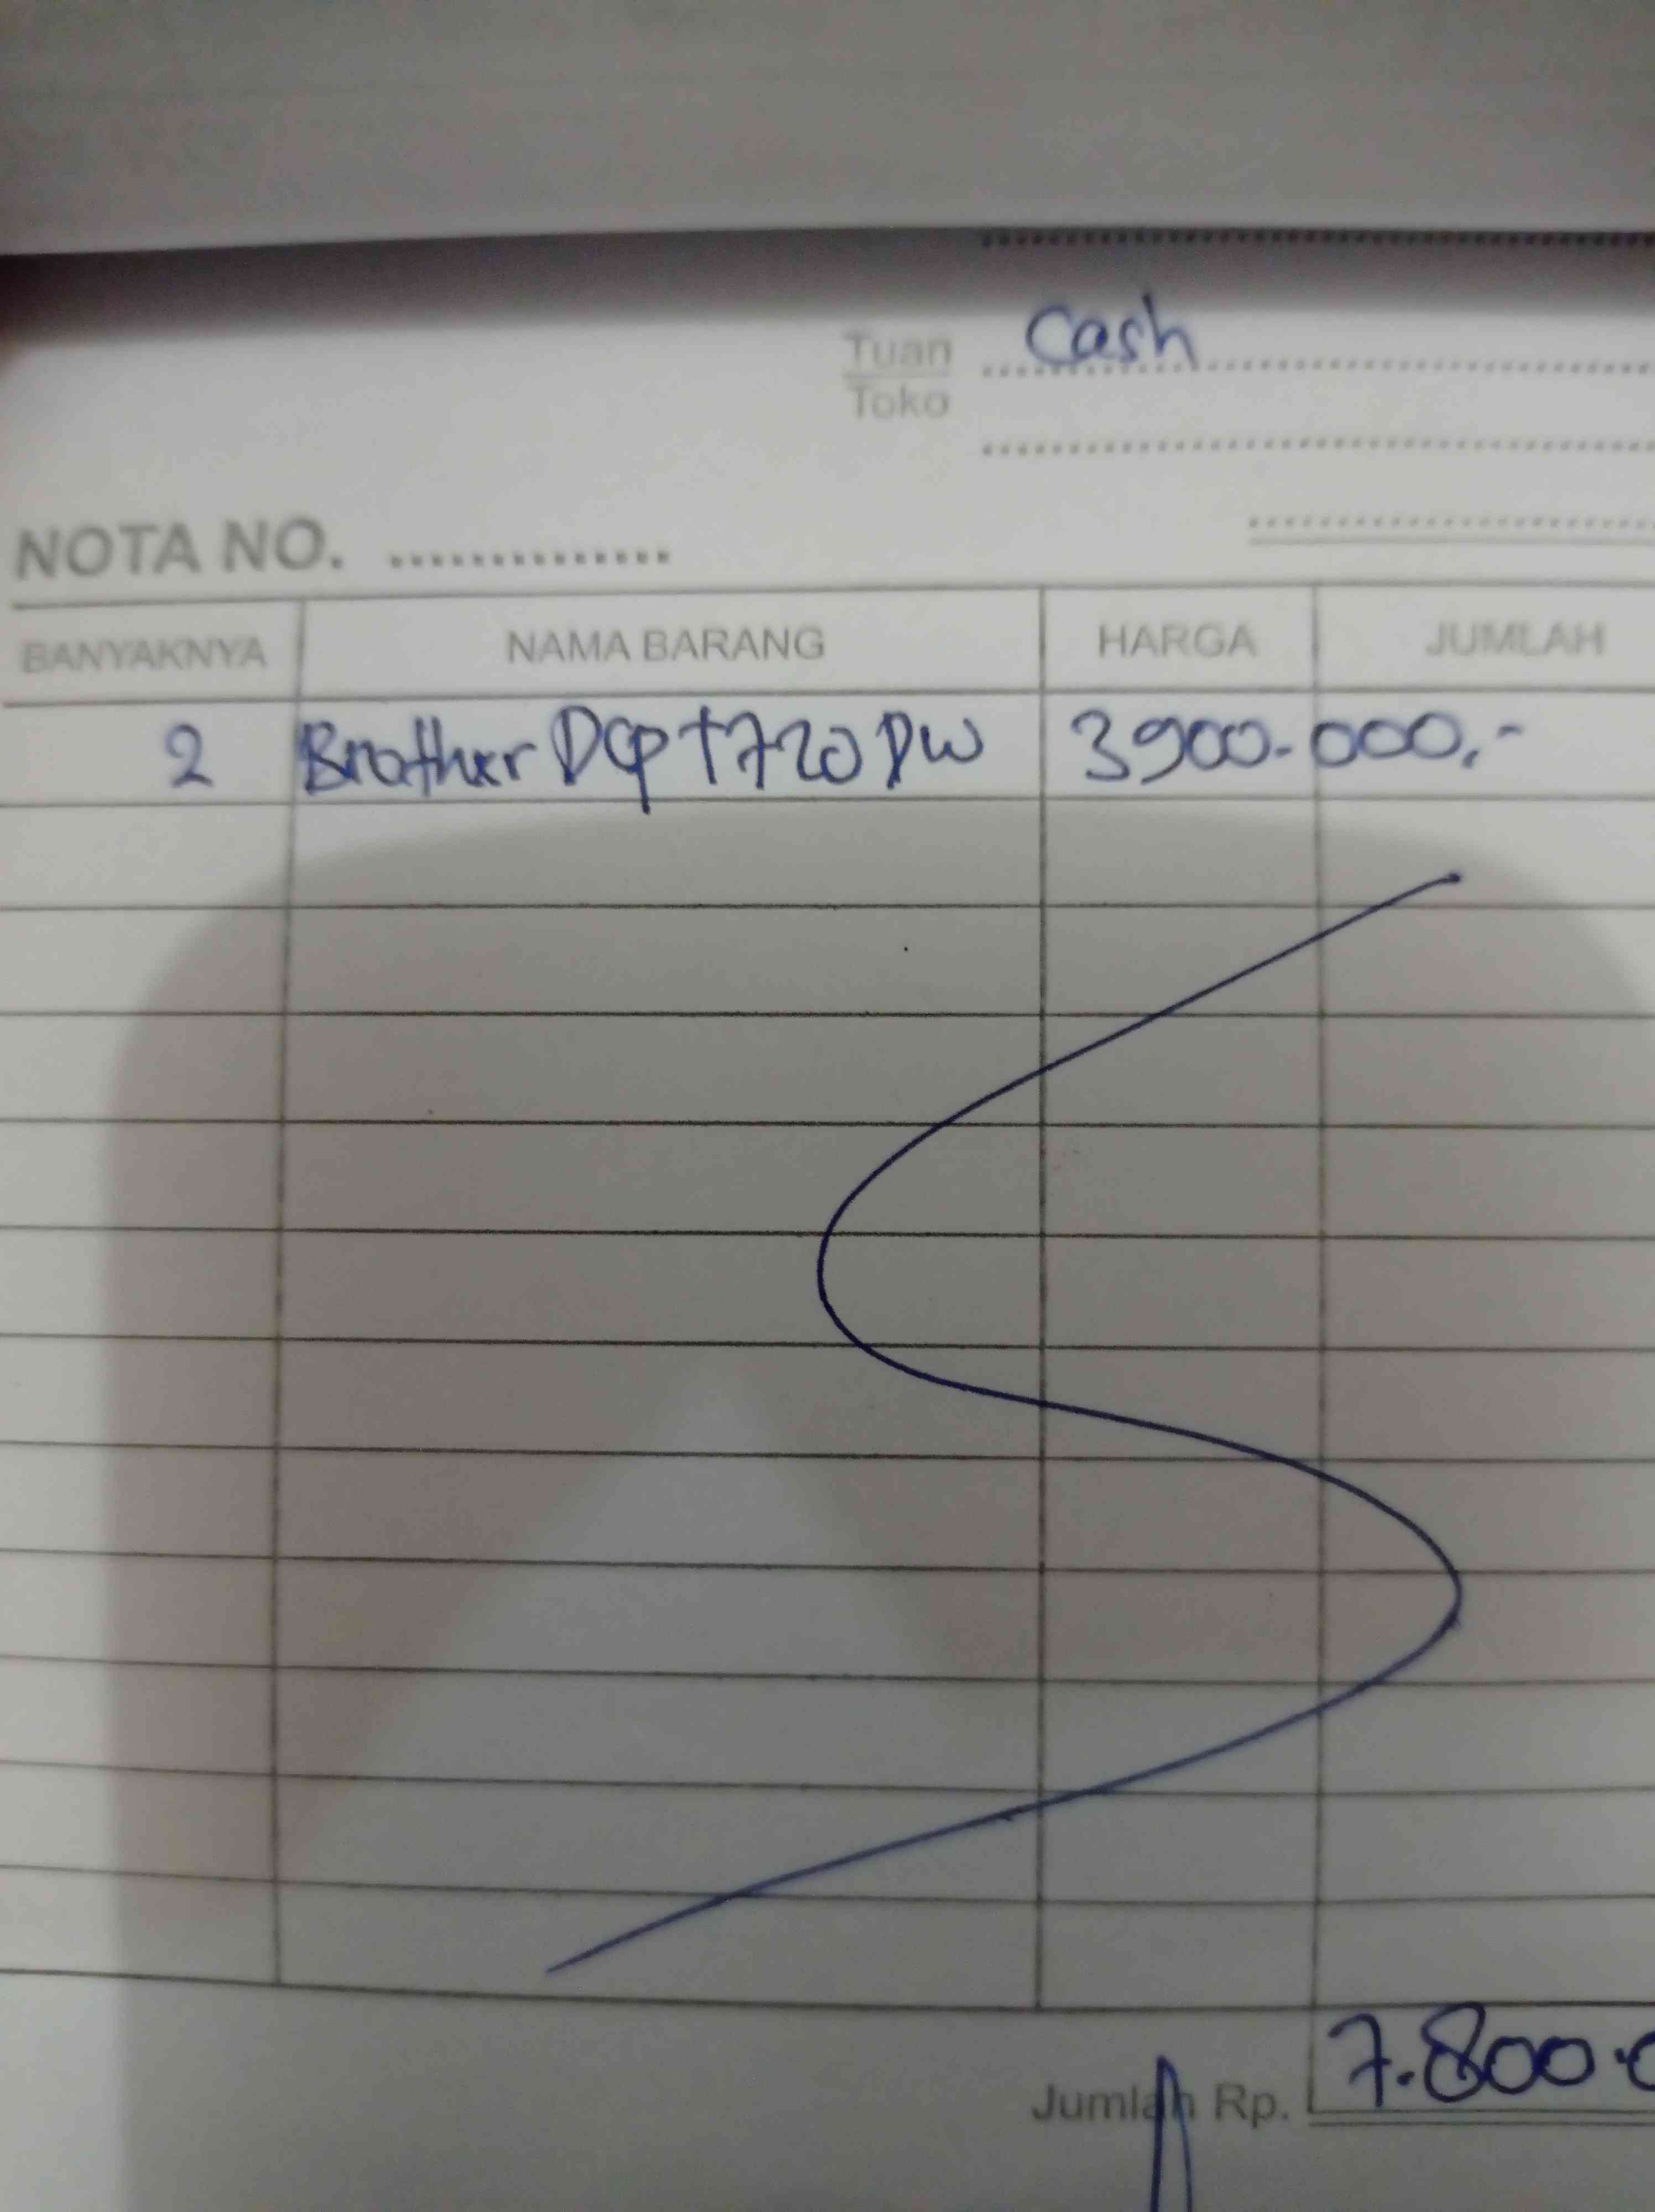 Tuan Cash
Toko
NOTA NO. ..............
BANYAKNYA NAMA BARANG HARGA JUMLAH
2 Brother Dcp T720 DW 3900.000,-
Jumlah Rp. 7.800.0